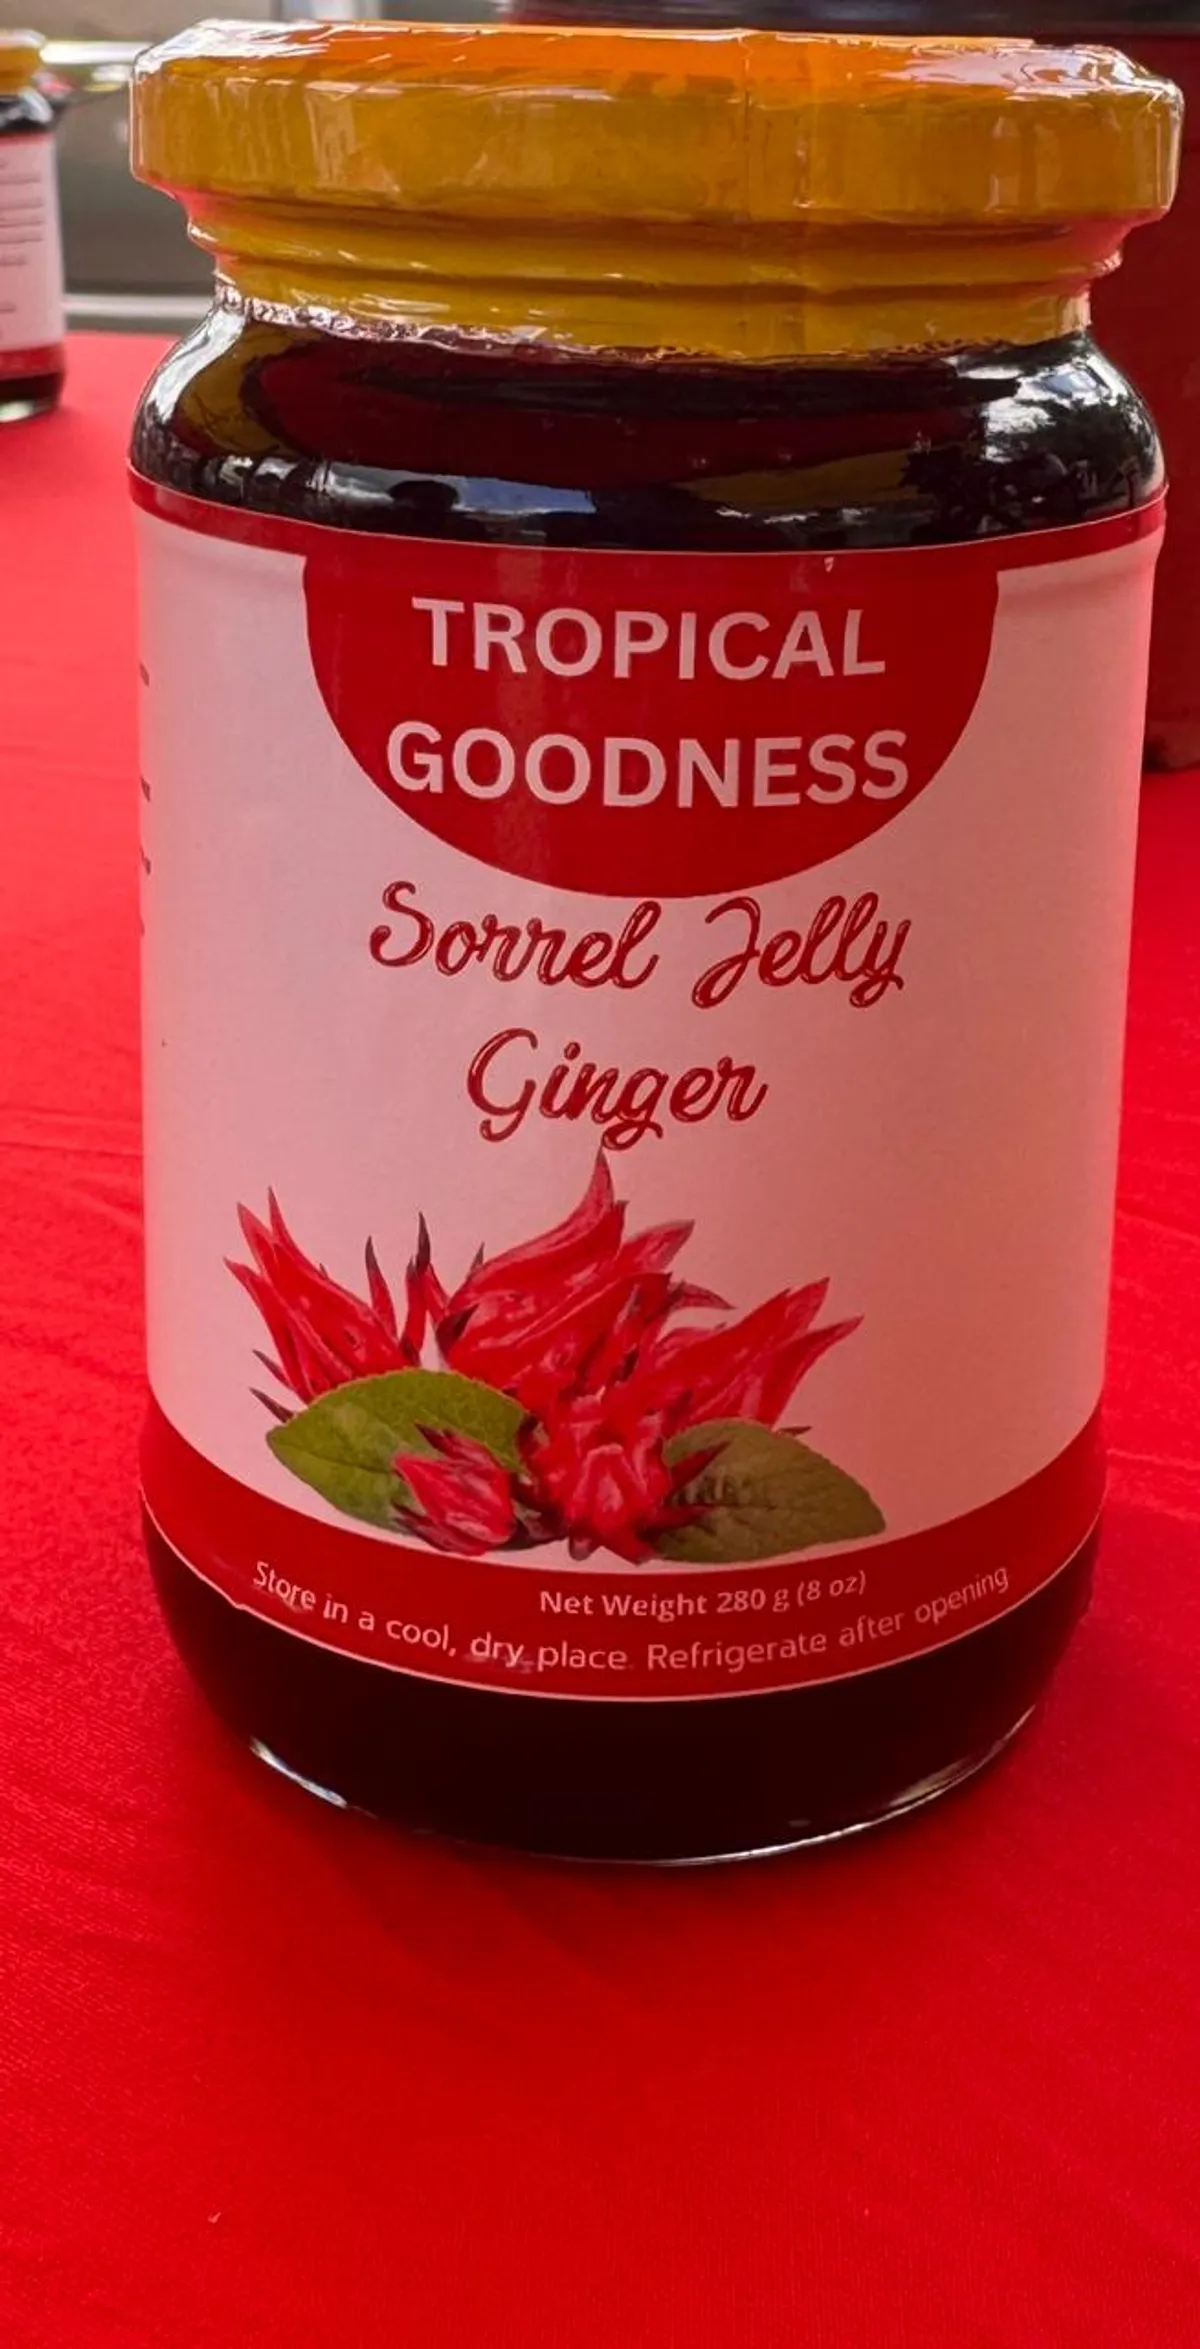 TROPICAL
GOODNESS
Sorrel Jelly
Ginger
Net Weight 280 g (8 oz)
Store in a cool, dry place. Refrigerate after opening